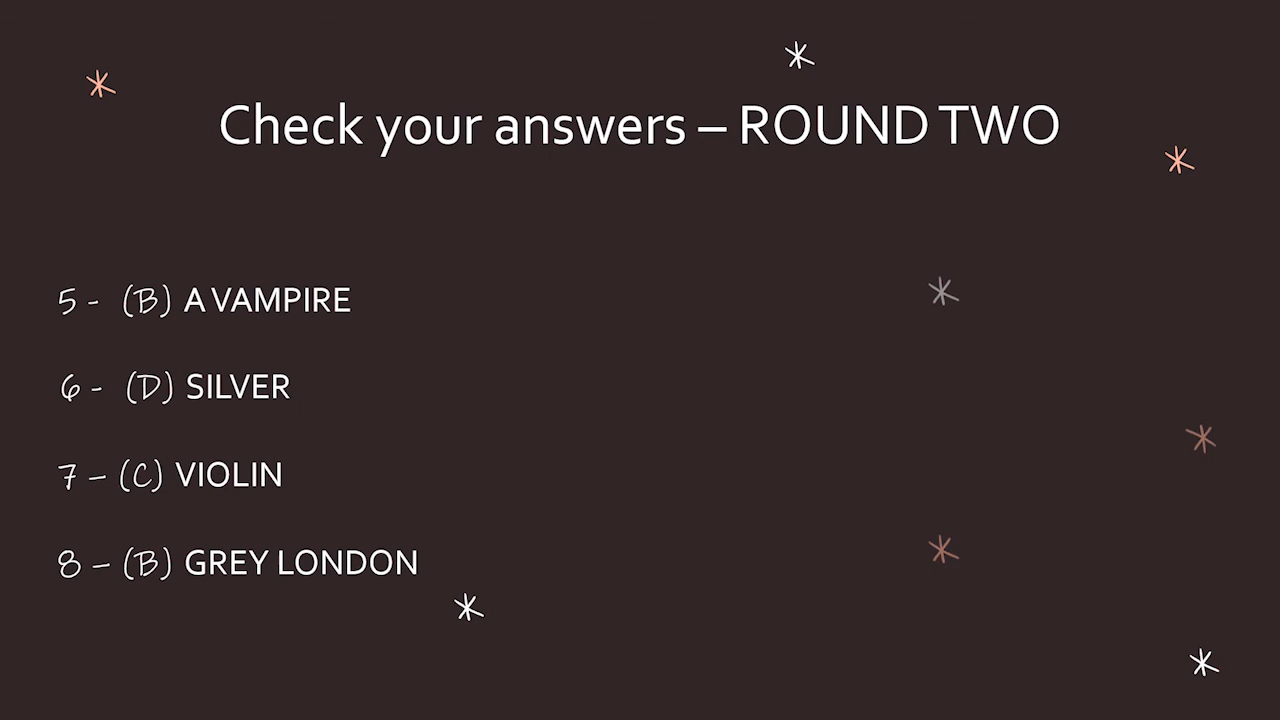 Check your answers – ROUND TWO
5 - (B) A VAMPIRE
6 - (D) SILVER
7 – (C) VIOLIN
8 – (B) GREY LONDON